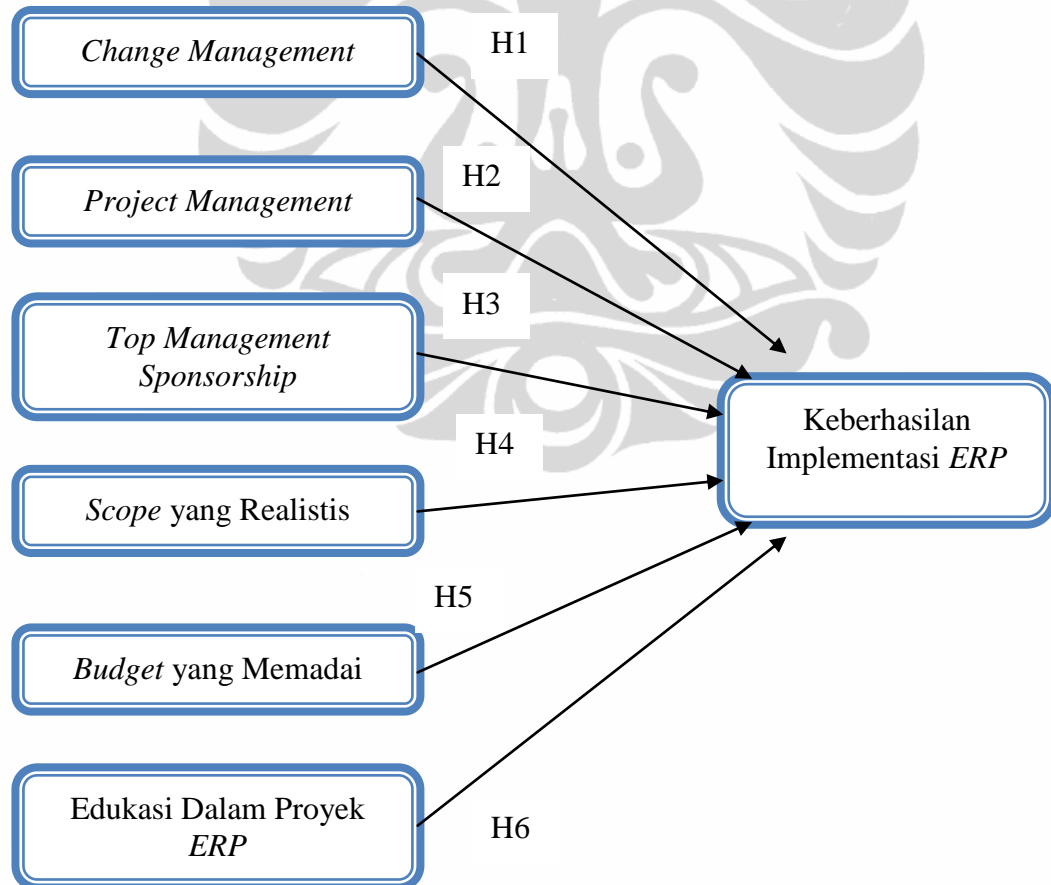 Change Management
H1
Project Management
H2
Top Management
Sponsorship
H3
Scope yang Realistis
H4
Budget yang Memadai
H5
Edukasi Dalam Proyek
ERP
H6
Keberhasilan
Implementasi ERP